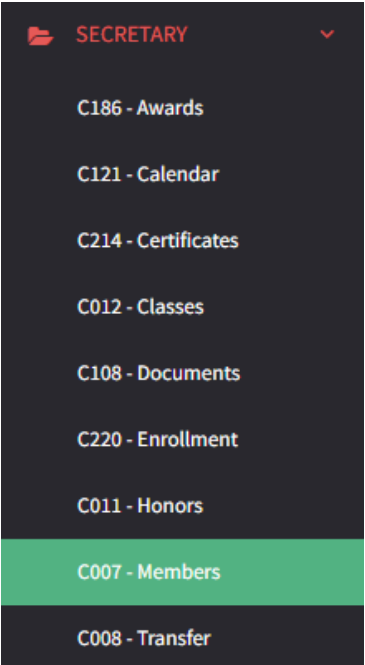 SECRETARY
C186 - Awards
C121 - Calendar
C214 - Certificates
C012 - Classes
C108 - Documents
C220 - Enrollment
C011 - Honors
C007 - Members
C008 - Transfer